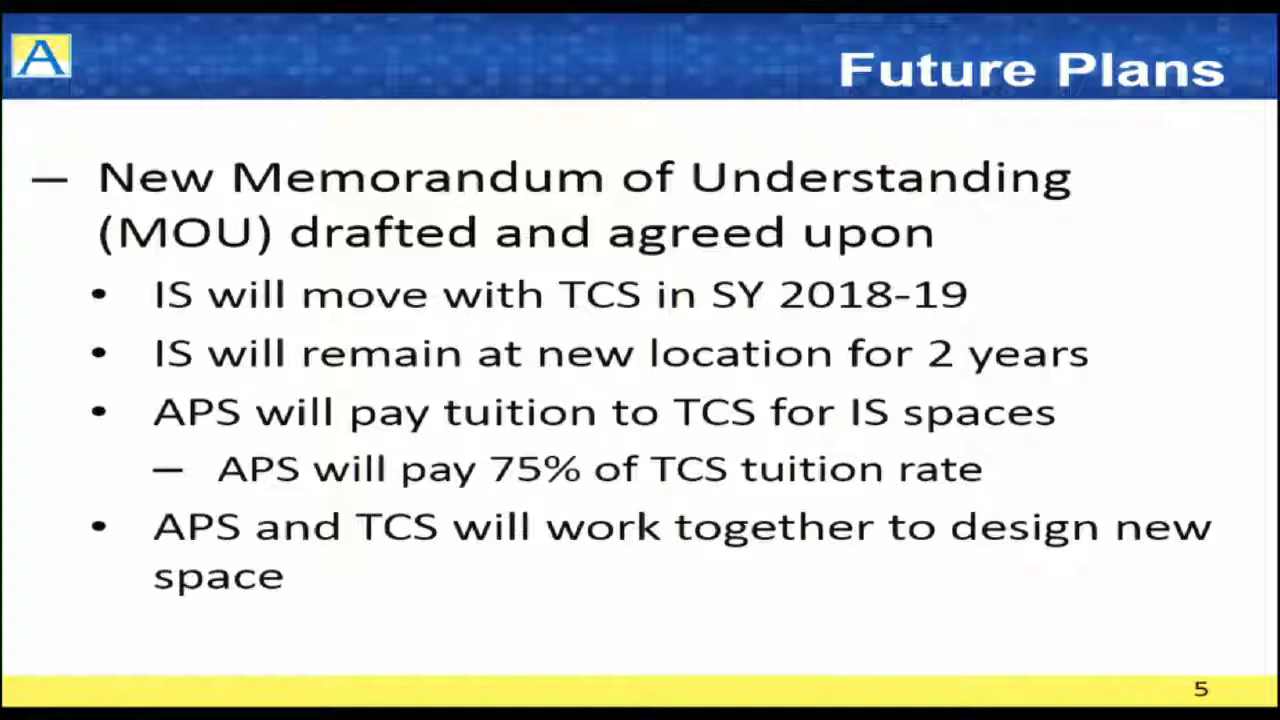 A
Future Plans
– New Memorandum of Understanding
(MOU) drafted and agreed upon
• IS will move with TCS in SY 2018-19
• IS will remain at new location for 2 years
• APS will pay tuition to TCS for IS spaces
– APS will pay 75% of TCS tuition rate
• APS and TCS will work together to design new
space
5